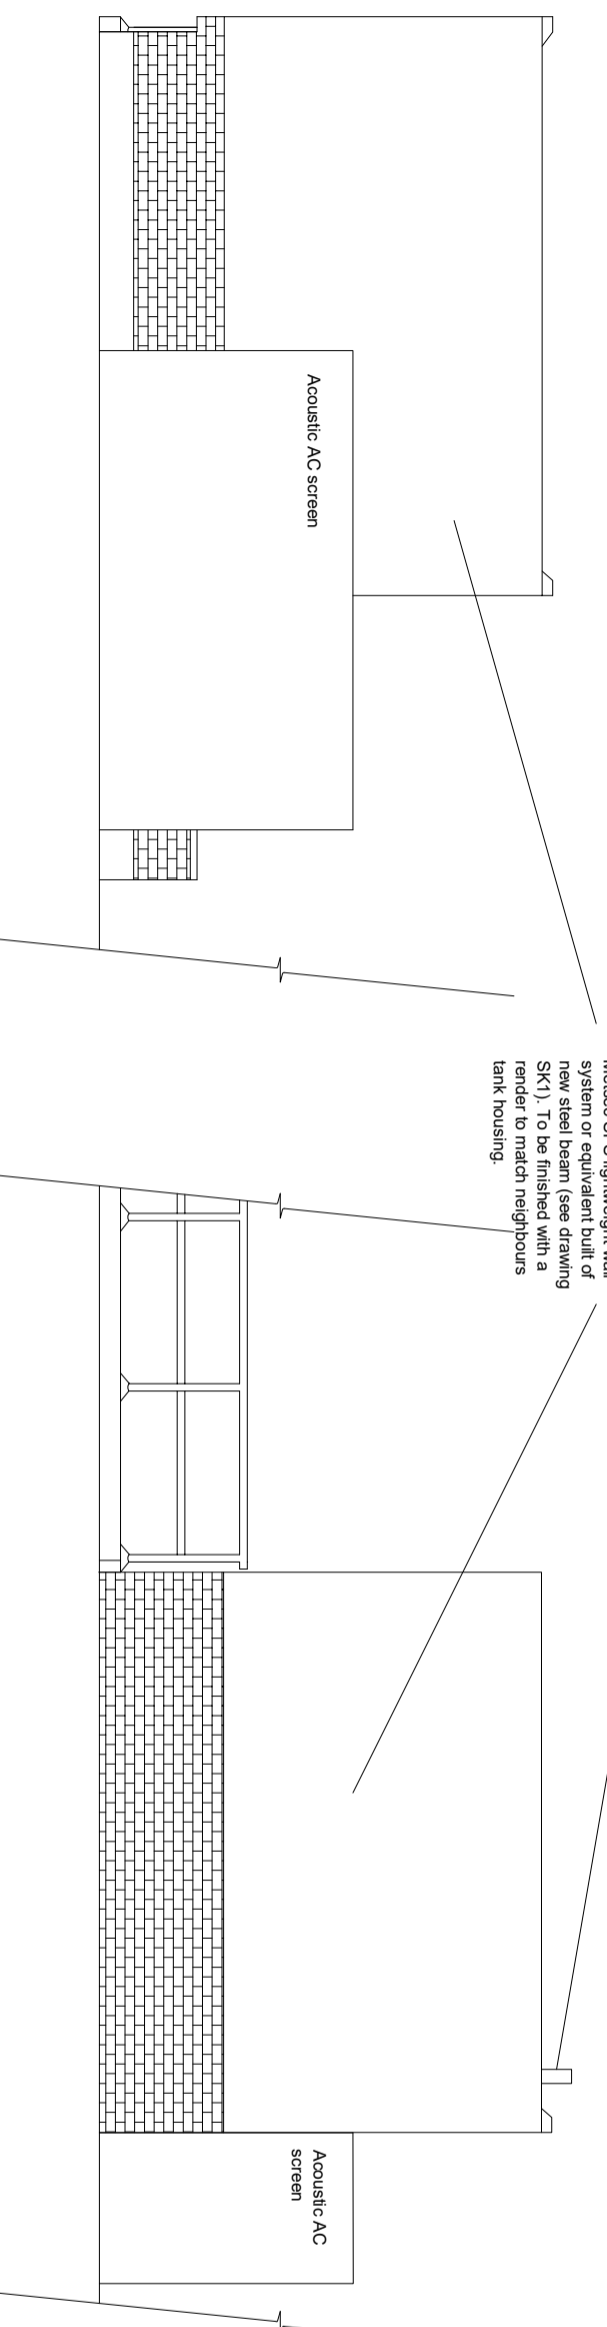 Acoustic AC screen
system or equivalent built of
new steel beam (see drawing
SK1). To be finished with a
render to match neighbours
tank housing.
Acoustic AC
screen